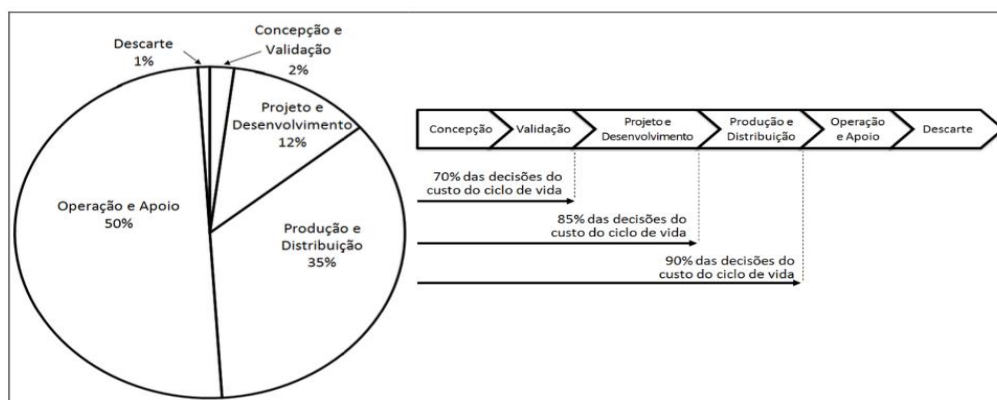 Descarte
1%
Concepção e
Validação
2%
Projeto e
Desenvolvimento
12%
Operação e Apoio
50%
Produção e
Distribuição
35%
Concepção
Validação
Projeto e
Desenvolvimento
Produção e
Distribuição
Operação
e Apoio
Descarte
70% das decisões do
custo do ciclo de vida
85% das decisões do
custo do ciclo de vida
90% das decisões do
custo do ciclo de vida